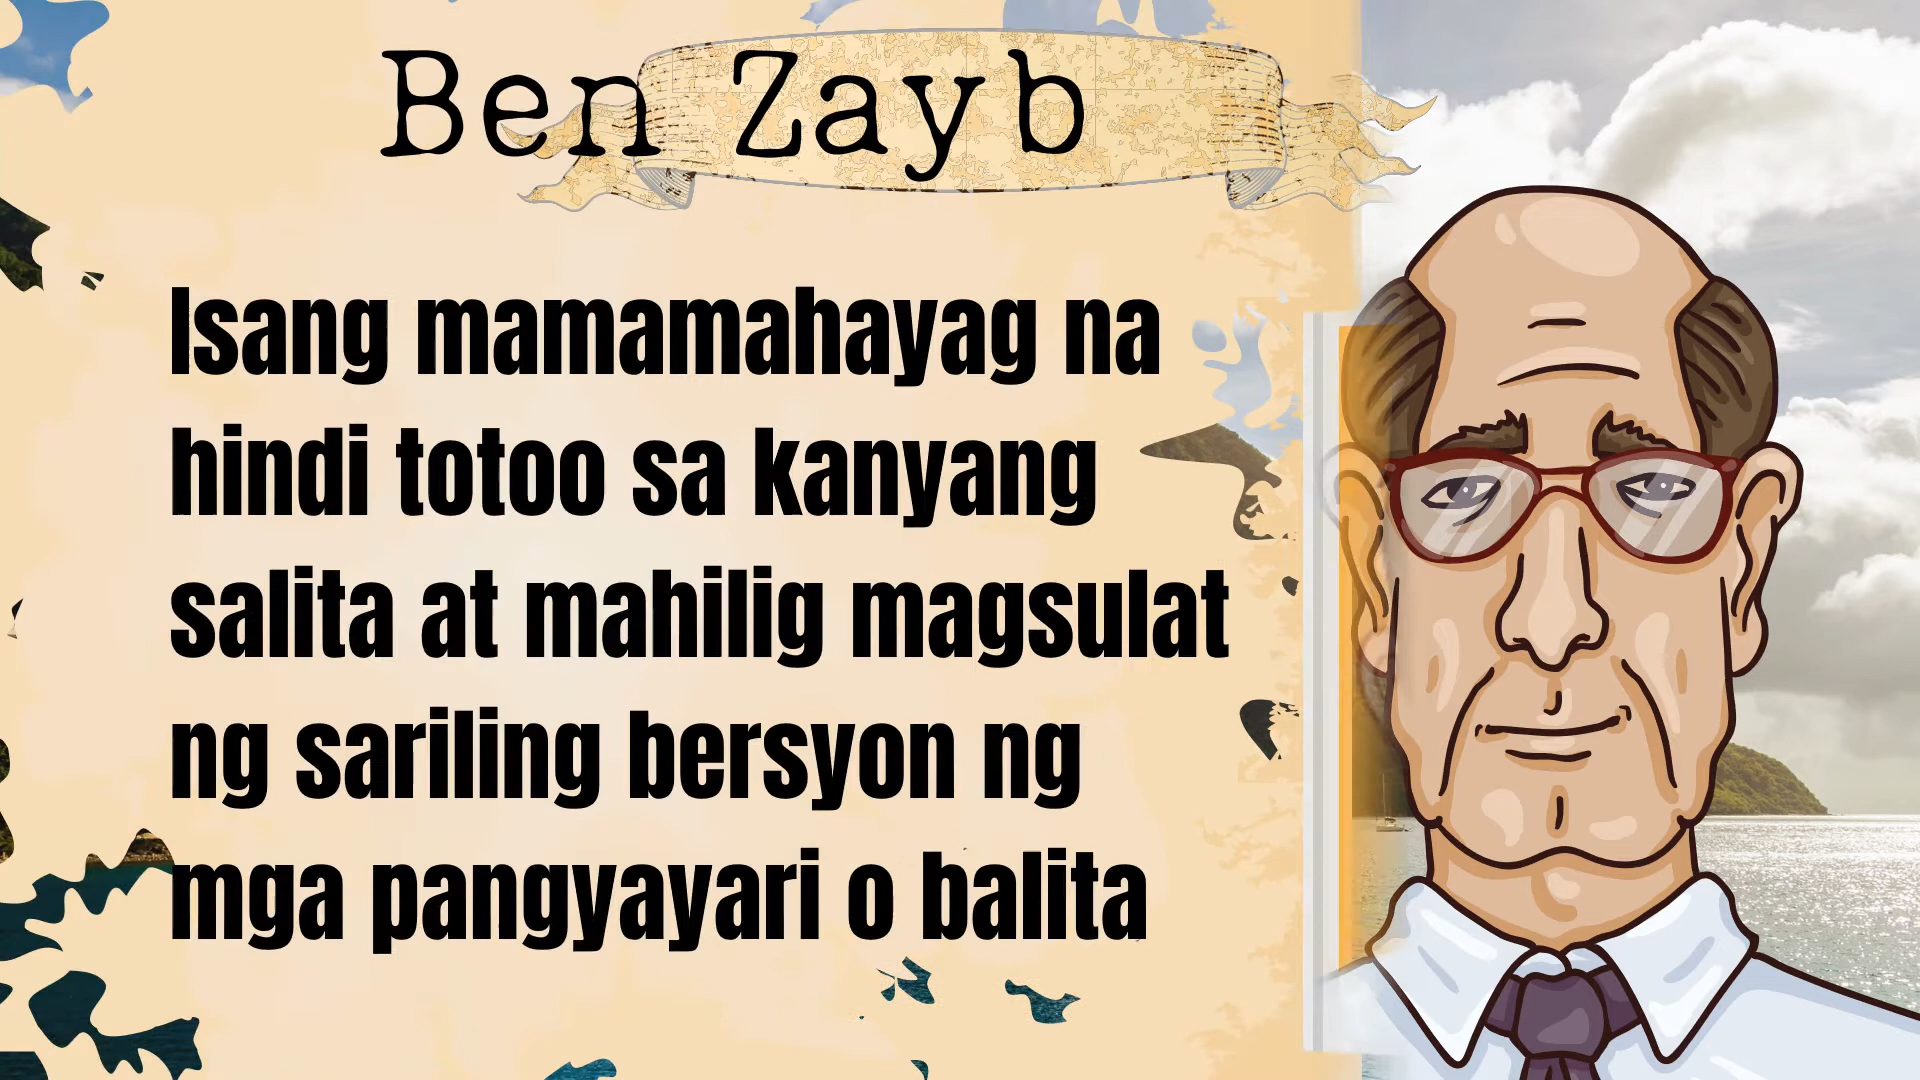 Ben Zayb
Isang mamamahayag na
hindi totoo sa kanyang
salita at mahilig magsulat
ng sariling bersyon ng
mga pangyayari o balita